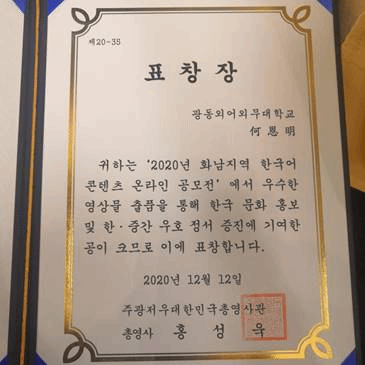 제20-35
표 창 장
광동외어외무대학교
何 恩 明
귀하는 '2020년 화남지역 한국어
콘텐츠 온라인 공모전' 에서 우수한
영상물 출품을 통해 한국 문화 홍보
및 한·중간 우호 정서 증진에 기여한
공이 크므로 이에 표창합니다.
2020년 12월 12일
주광저우대한민국총영사관
총영사 홍 성 욱